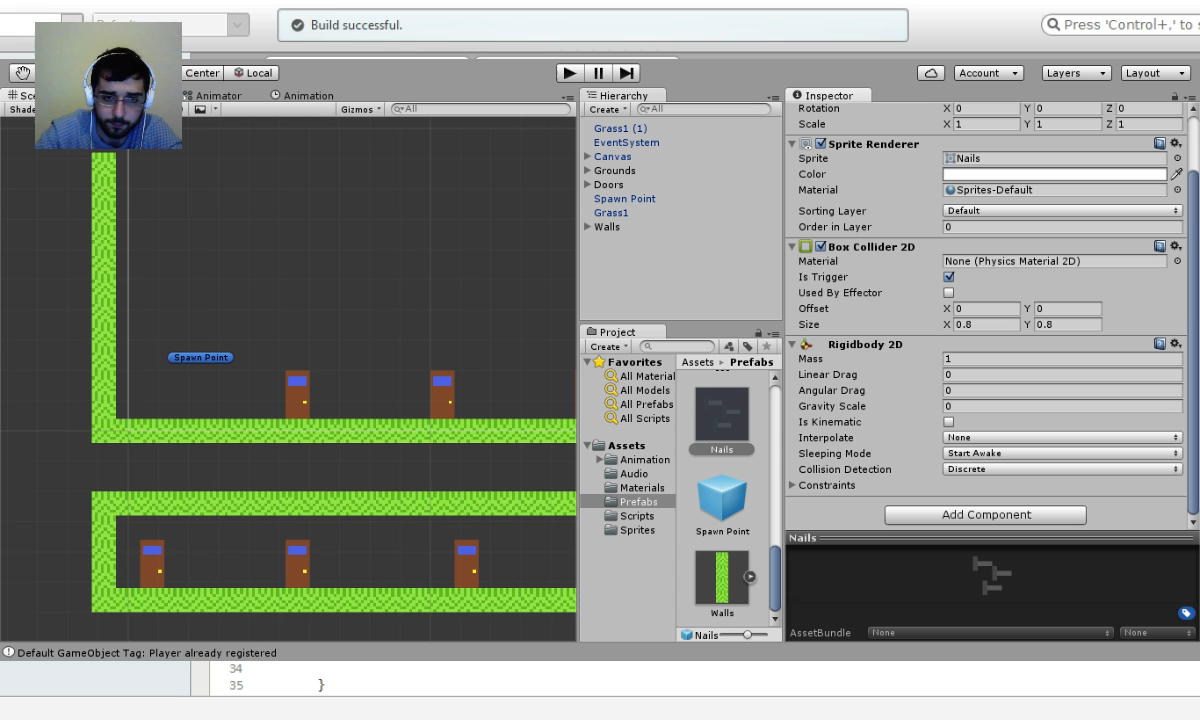 Default
Build successful.
Press 'Control+,' to s
Center
Local
Account
Layers
Layout
Animator
Animation
Shade
Gizmos
All
Spawn Point
Hierarchy
Create
All
Grass1 (1)
EventSystem
Canvas
Grounds
Doors
Spawn Point
Grass1
Walls
Project
Create
Favorites
All Material
All Models
All Prefabs
All Scripts
Assets
Animation
Audio
Materials
Prefabs
Scripts
Sprites
Assets
Prefabs
Nails
Spawn Point
Walls
Nails
Inspector
Rotation X 0 Y 0 Z 0
Scale X 1 Y 1 Z 1
Sprite Renderer
Sprite Nails
Color
Material Sprites-Default
Sorting Layer Default
Order in Layer 0
Box Collider 2D
Material None (Physics Material 2D)
Is Trigger
Used By Effector
Offset X 0 Y 0
Size X 0.8 Y 0.8
Rigidbody 2D
Mass 1
Linear Drag 0
Angular Drag 0
Gravity Scale 0
Is Kinematic
Interpolate None
Sleeping Mode Start Awake
Collision Detection Discrete
Constraints
Add Component
Nails
AssetBundle None None
Default GameObject Tag: Player already registered
34
35 }